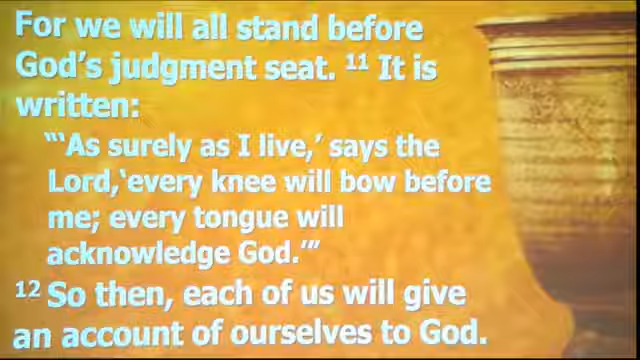 For we will all stand before
God's judgment seat. ¹¹ It is
written:
"'As surely as I live,' says the
Lord,'every knee will bow before
me; every tongue will
acknowledge God.'"
¹² So then, each of us will give
an account of ourselves to God.